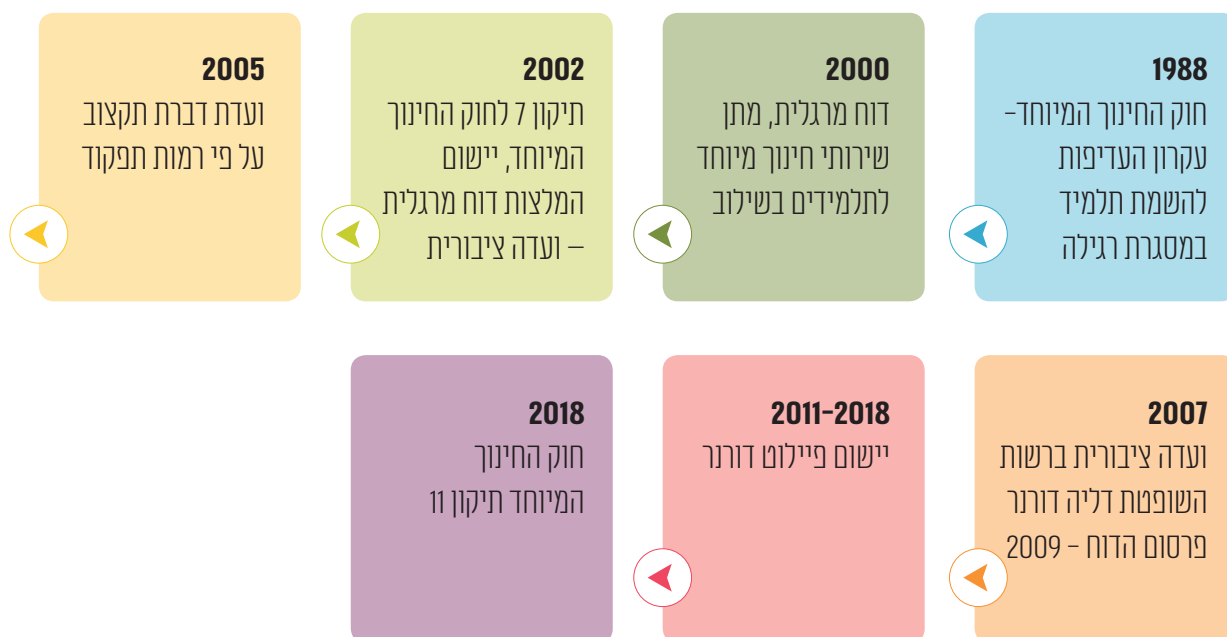 1988
חוק החינוך המיוחד-
עקרון העדיפות
להשמת תלמיד
במסגרת רגילה
2000
דוח מרגלית, מתן
שירותי חינוך מיוחד
לתלמידים בשילוב
2002
תיקון 7 לחוק החינוך
המיוחד, יישום
המלצות דוח מרגלית
– ועדה ציבורית
2005
ועדת דברת תקצוב
על פי רמות תפקוד
2007
ועדה ציבורית ברשות
השופטת דליה דורנר
פרסום הדוח - 2009
2011-2018
יישום פיילוט דורנר
2018
חוק החינוך
המיוחד תיקון 11